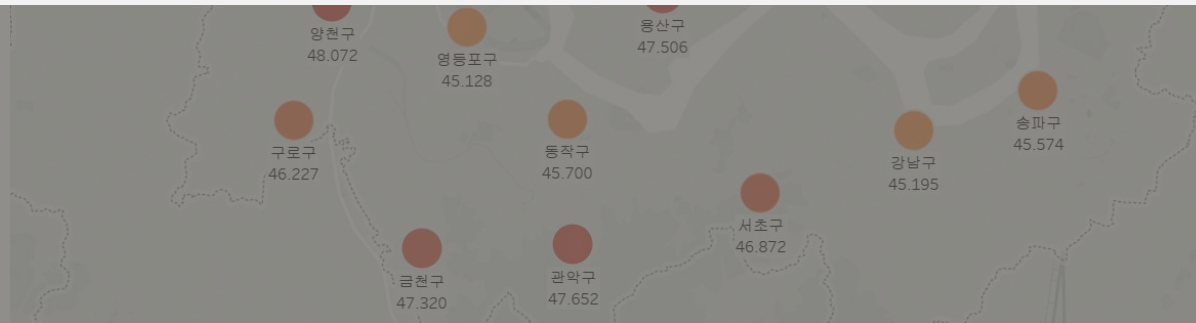 양천구
48.072
영등포구
45.128
용산구
47.506
구로구
46.227
동작구
45.700
강남구
45.195
송파구
45.574
서초구
46.872
금천구
47.320
관악구
47.652